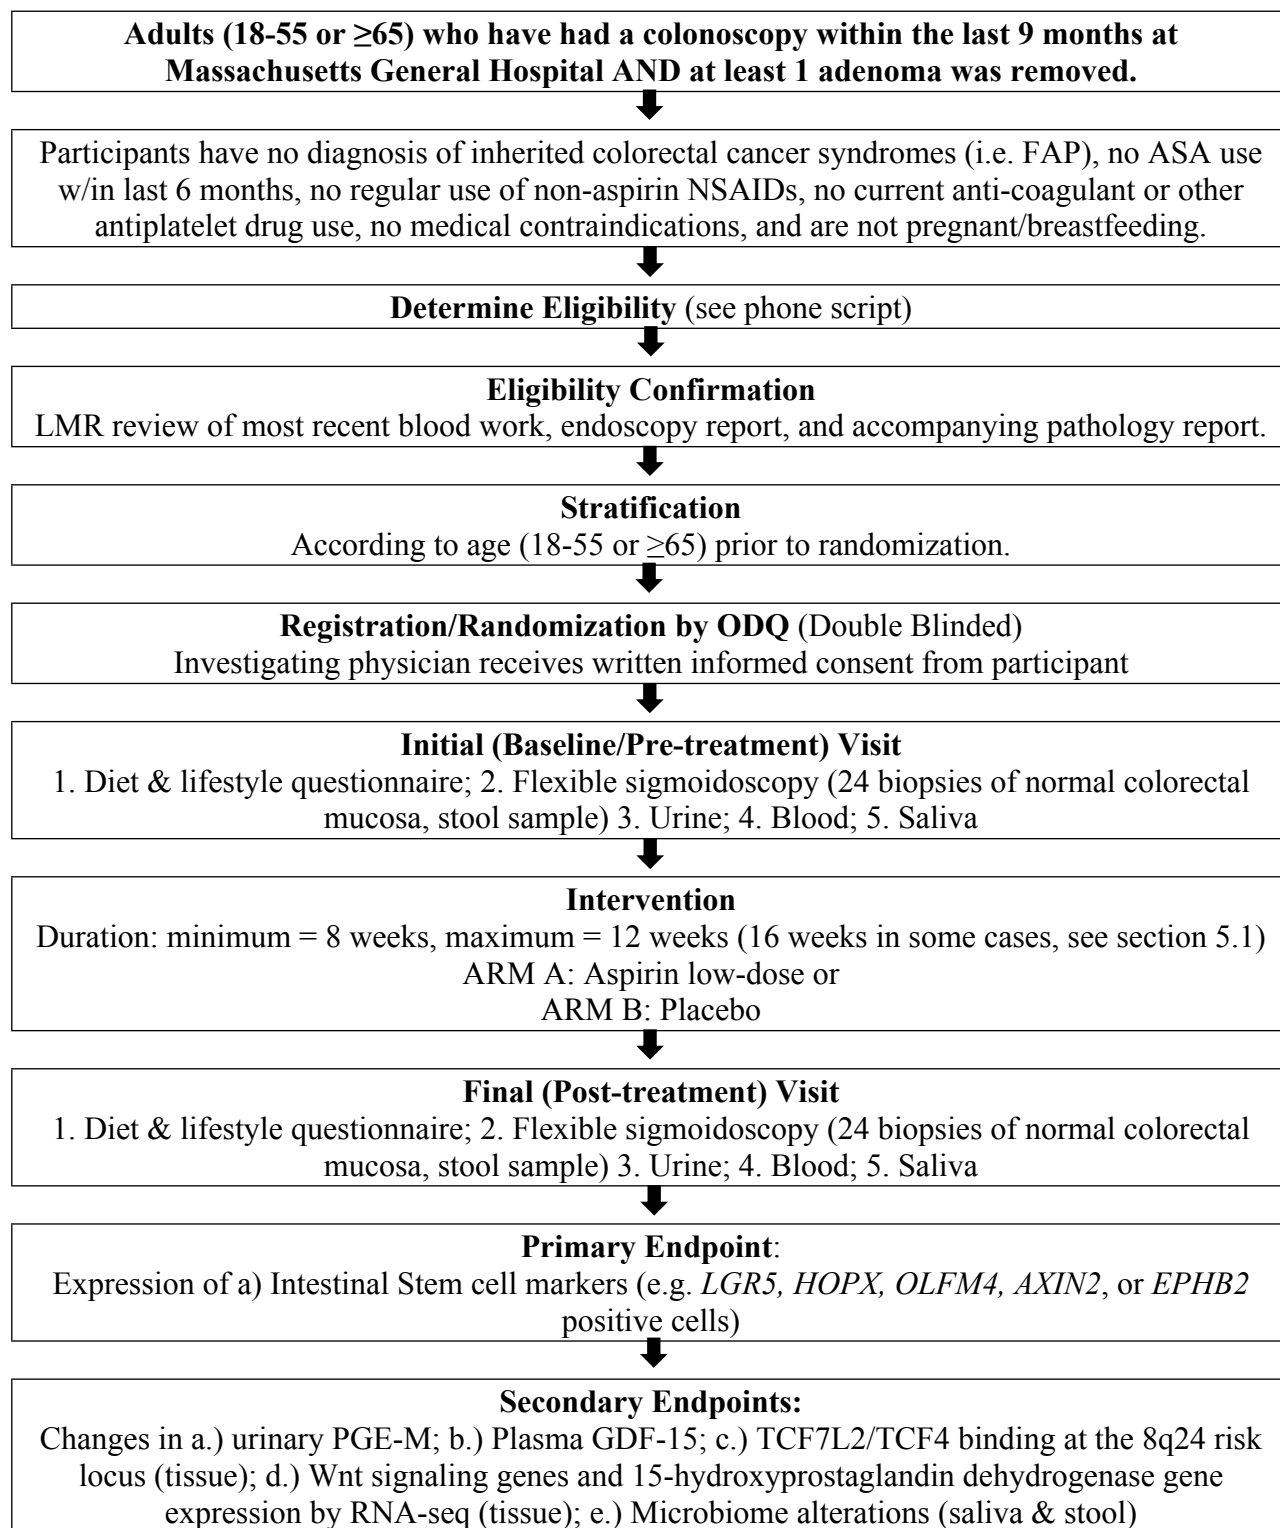 Adults (18-55 or ≥65) who have had a colonoscopy within the last 9 months at
Massachusetts General Hospital AND at least 1 adenoma was removed.
Participants have no diagnosis of inherited colorectal cancer syndromes (i.e. FAP), no ASA use
w/in last 6 months, no regular use of non-aspirin NSAIDs, no current anti-coagulant or other
antiplatelet drug use, no medical contraindications, and are not pregnant/breastfeeding.
Determine Eligibility (see phone script)
Eligibility Confirmation
LMR review of most recent blood work, endoscopy report, and accompanying pathology report.
Stratification
According to age (18-55 or ≥65) prior to randomization.
Registration/Randomization by ODQ (Double Blinded)
Investigating physician receives written informed consent from participant
Initial (Baseline/Pre-treatment) Visit
1. Diet & lifestyle questionnaire; 2. Flexible sigmoidoscopy (24 biopsies of normal colorectal
mucosa, stool sample) 3. Urine; 4. Blood; 5. Saliva
Intervention
Duration: minimum = 8 weeks, maximum = 12 weeks (16 weeks in some cases, see section 5.1)
ARM A: Aspirin low-dose or
ARM B: Placebo
Final (Post-treatment) Visit
1. Diet & lifestyle questionnaire; 2. Flexible sigmoidoscopy (24 biopsies of normal colorectal
mucosa, stool sample) 3. Urine; 4. Blood; 5. Saliva
Primary Endpoint:
Expression of a) Intestinal Stem cell markers (e.g. LGR5, HOPX, OLFM4, AXIN2, or EPHB2
positive cells)
Secondary Endpoints:
Changes in a.) urinary PGE-M; b.) Plasma GDF-15; c.) TCF7L2/TCF4 binding at the 8q24 risk
locus (tissue); d.) Wnt signaling genes and 15-hydroxyprostaglandin dehydrogenase gene
expression by RNA-seq (tissue); e.) Microbiome alterations (saliva & stool)